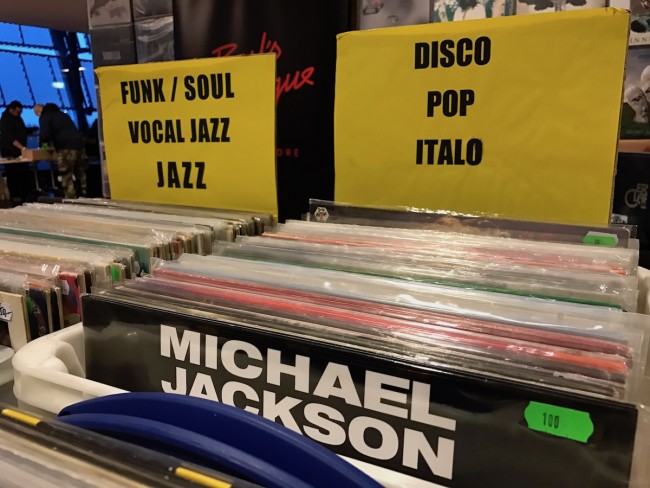 FUNK / SOUL
VOCAL JAZZ
JAZZ
DISCO
POP
ITALO
MICHAEL
JACKSON
100